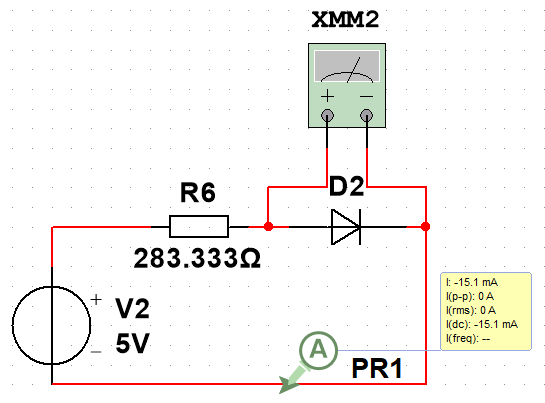 XMM2
+ −
D2
R6
283.333Ω
+
V2
5V
−
I: -15.1 mA
I(p-p): 0 A
I(rms): 0 A
I(dc): -15.1 mA
I(freq): --
A
PR1